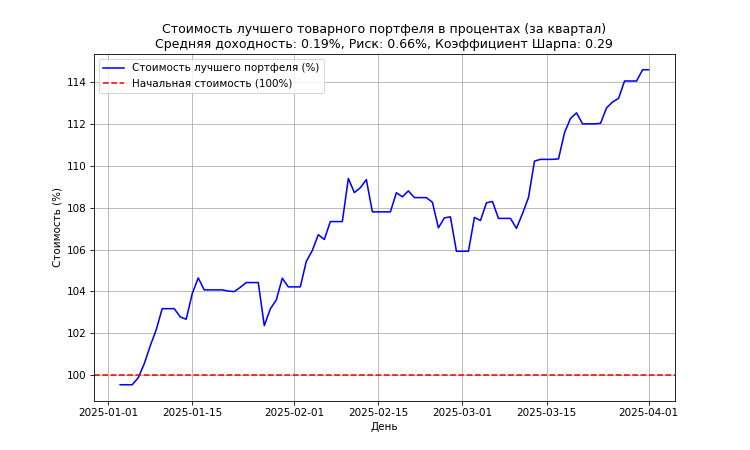 Стоимость лучшего товарного портфеля в процентах (за квартал)
Средняя доходность: 0.19%, Риск: 0.66%, Коэффициент Шарпа: 0.29
Стоимость лучшего портфеля (%)
Начальная стоимость (100%)
Стоимость (%)
114
112
110
108
106
104
102
100
2025-01-01 2025-01-15 2025-02-01 2025-02-15 2025-03-01 2025-03-15 2025-04-01
День